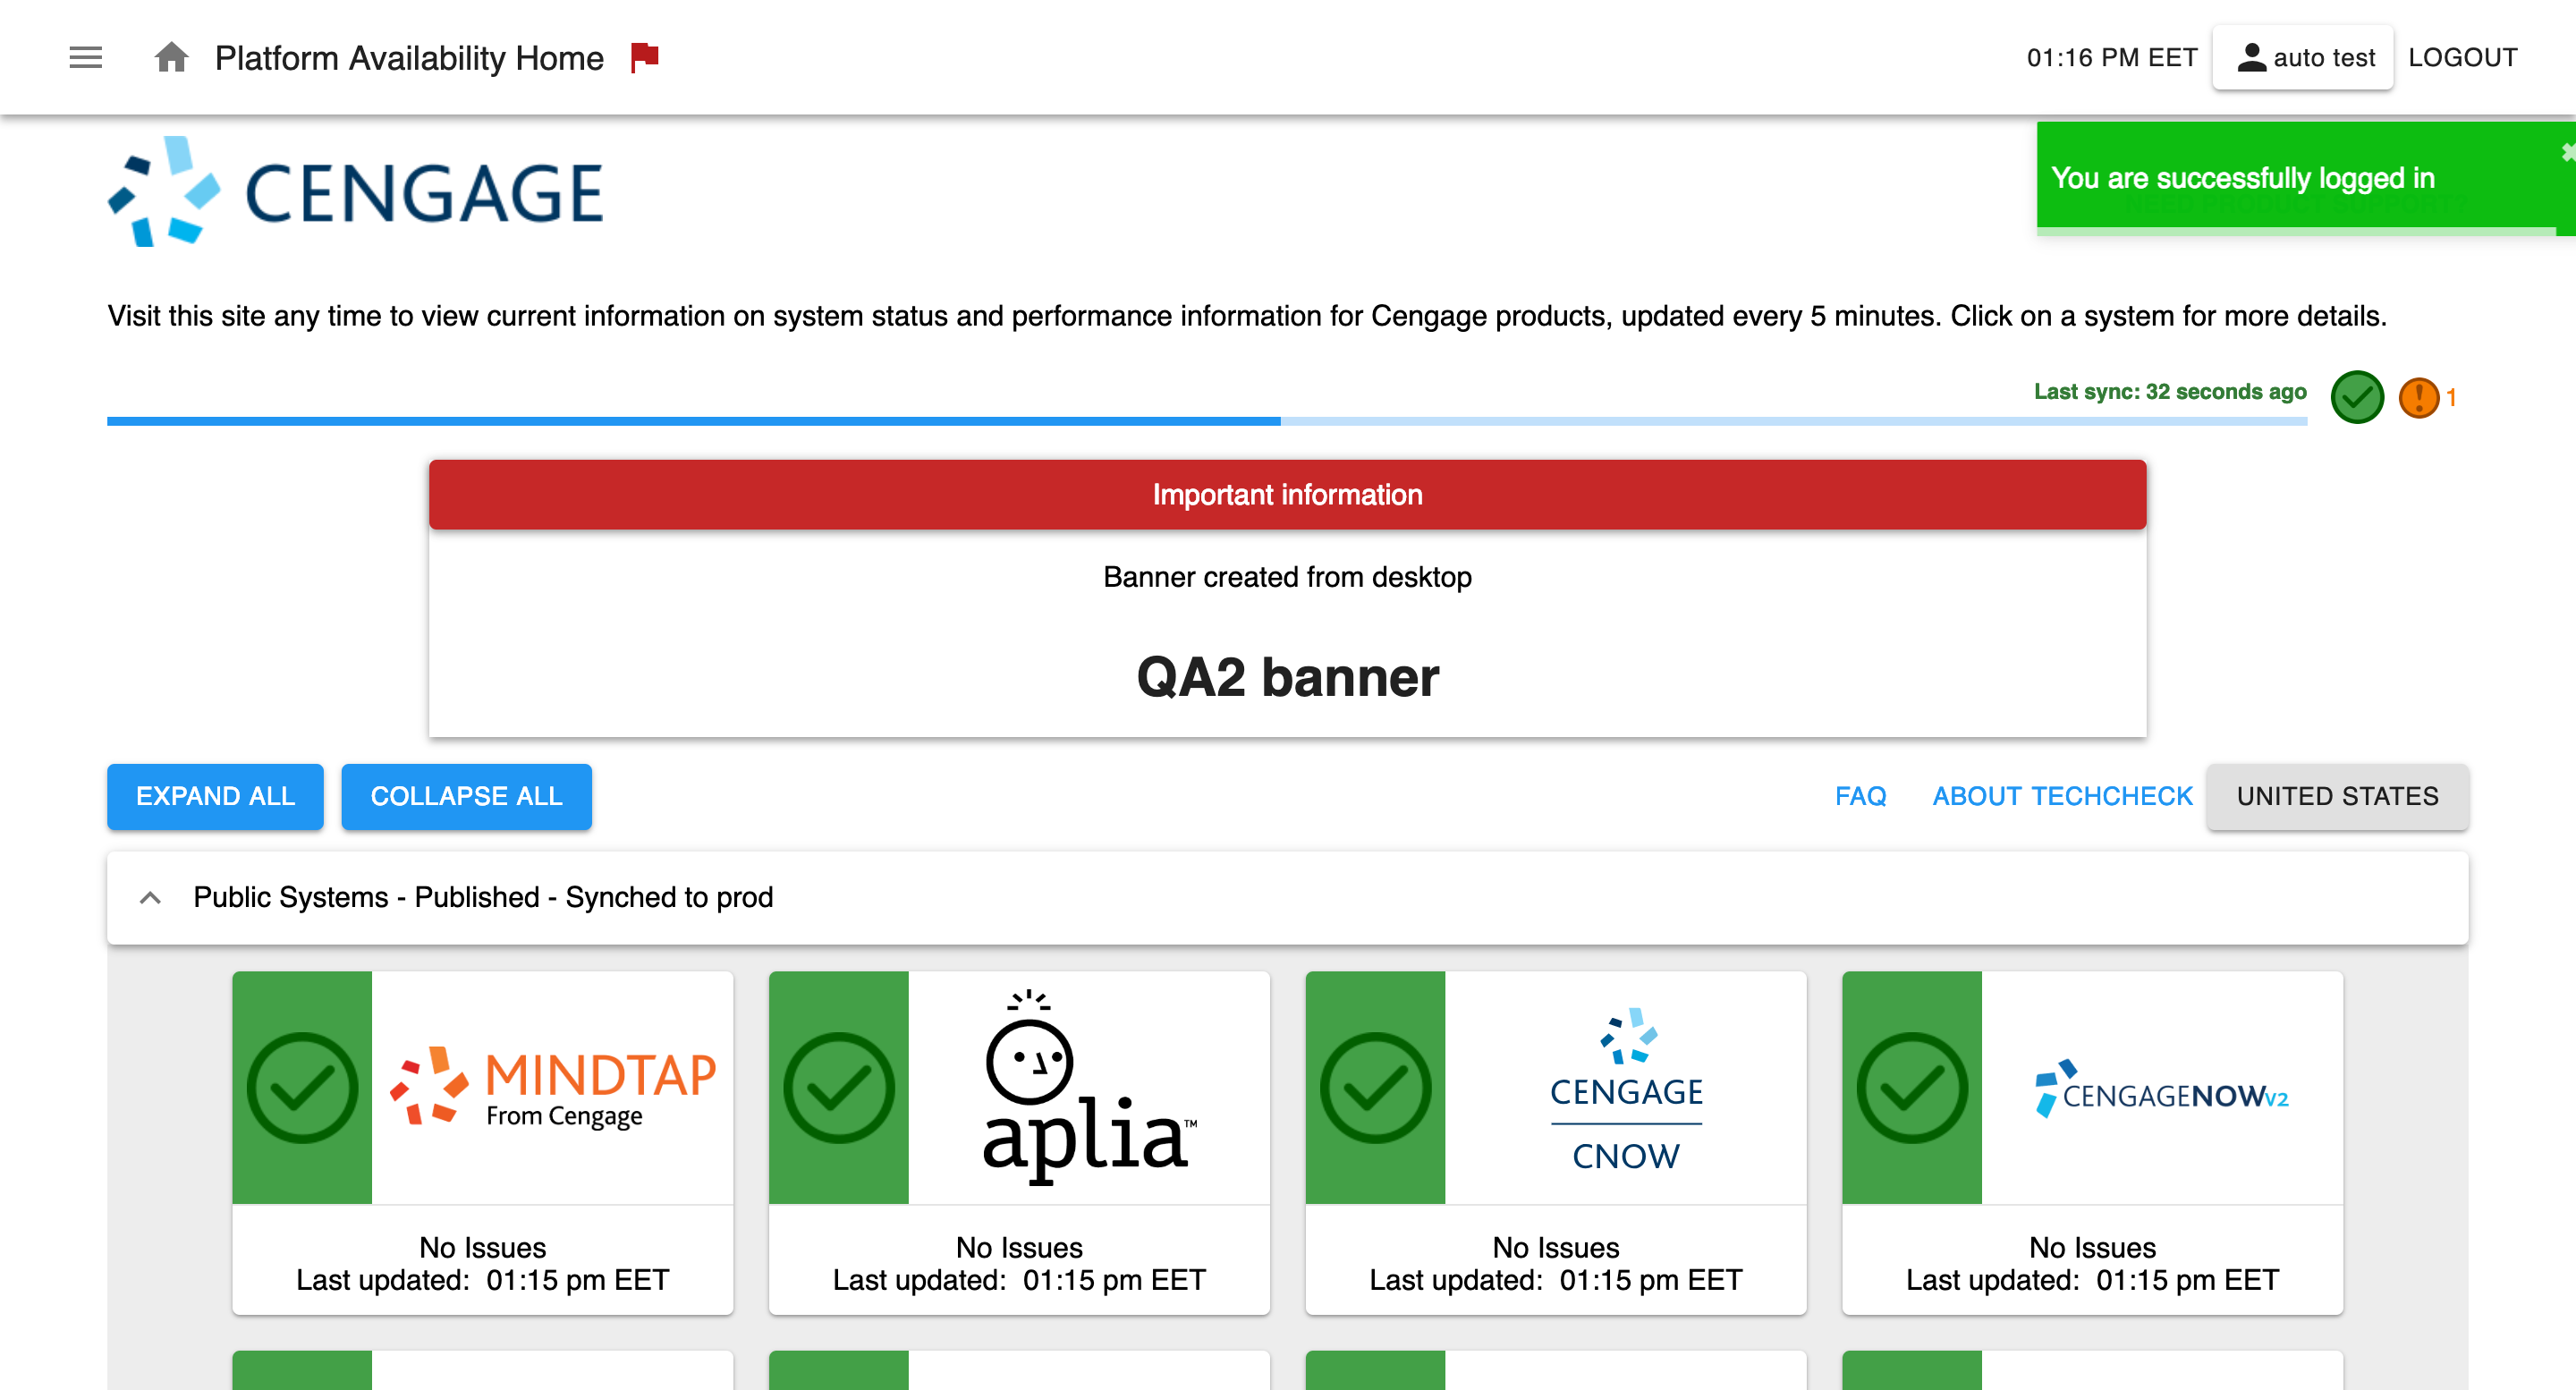 Platform Availability Home
01:16 PM EET
auto test
LOGOUT
CENGAGE
You are successfully logged in
NEED PRODUCT SUPPORT?
Visit this site any time to view current information on system status and performance information for Cengage products, updated every 5 minutes. Click on a system for more details.
Last sync: 32 seconds ago
1
Important information
Banner created from desktop
QA2 banner
EXPAND ALL
COLLAPSE ALL
FAQ
ABOUT TECHCHECK
UNITED STATES
Public Systems - Published - Synched to prod
MINDTAP
From Cengage
aplia™
CENGAGE
CNOW
CENGAGENOWV2
No Issues
Last updated: 01:15 pm EET
No Issues
Last updated: 01:15 pm EET
No Issues
Last updated: 01:15 pm EET
No Issues
Last updated: 01:15 pm EET